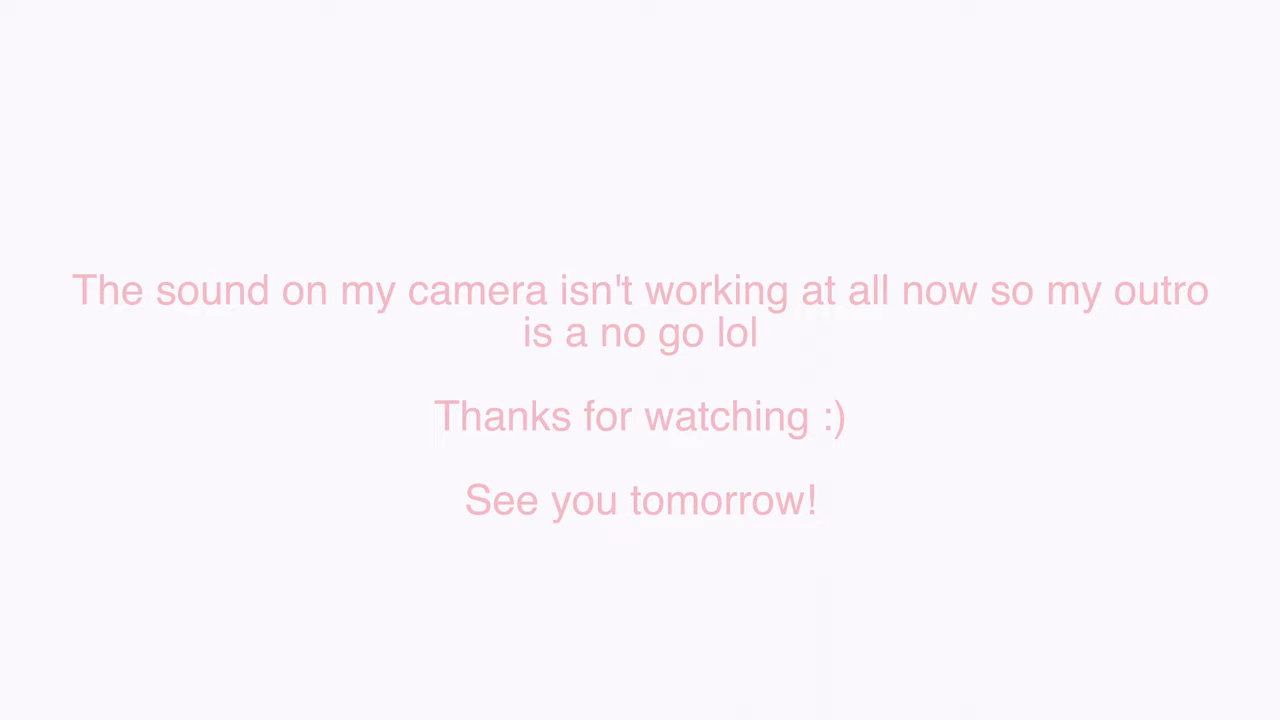 The sound on my camera isn't working at all now so my outro
is a no go lol
Thanks for watching :)
See you tomorrow!